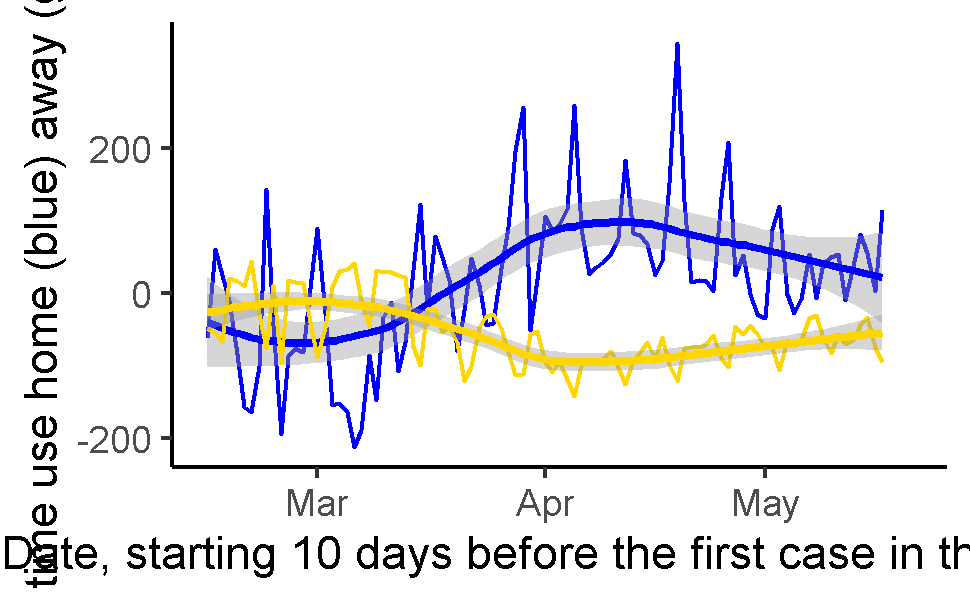 time use home (blue) away (
200
0
-200
Mar Apr May
Date, starting 10 days before the first case in th